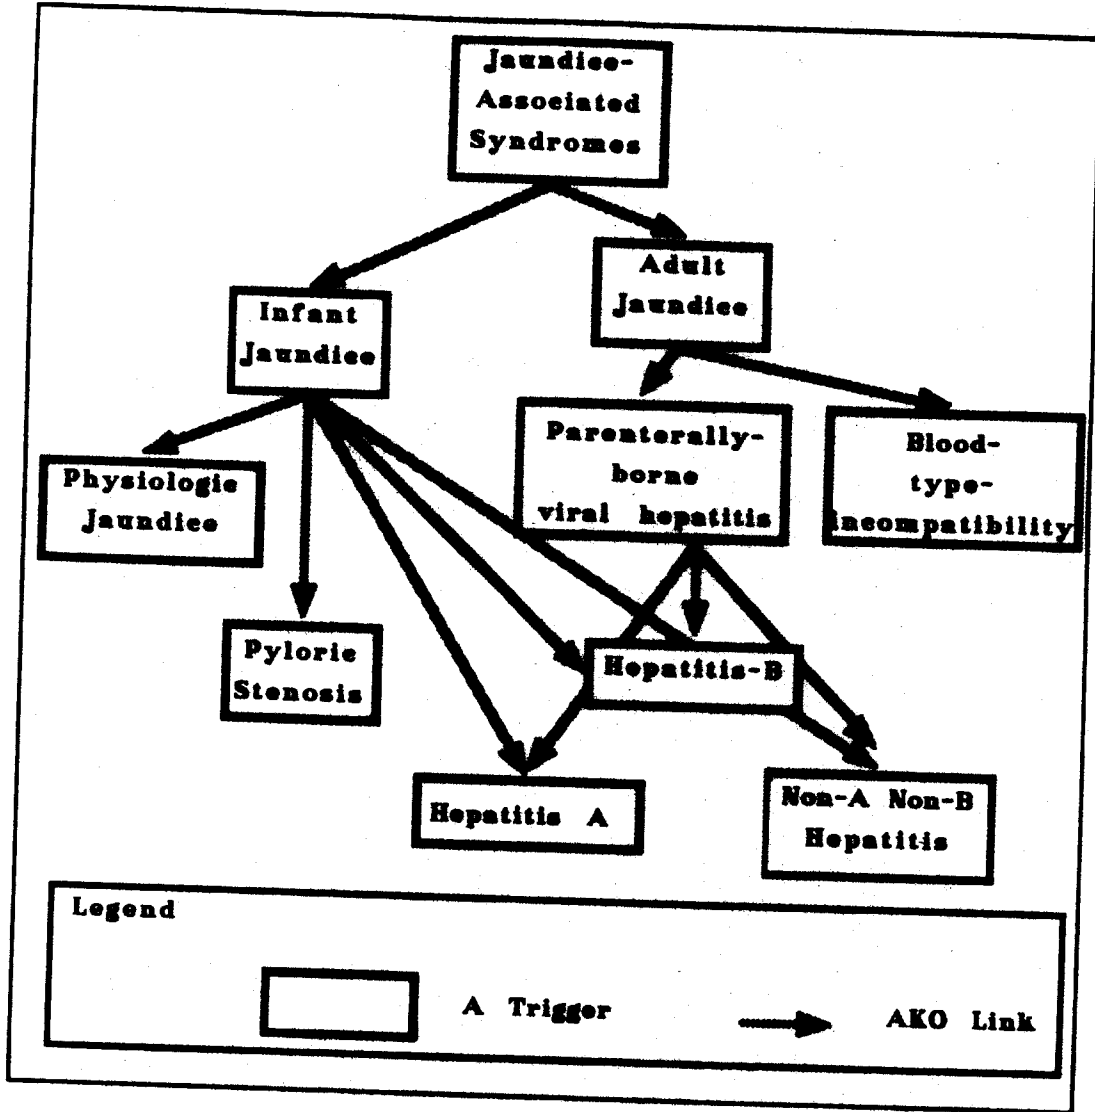 Jaundice-
Associated
Syndromes
Adult
Jaundice
Infant
Jaundice
Parenterally-
borne
viral hepatitis
Blood-
type-
incompatibility
Physiologic
Jaundice
Pyloric
Stenosis
Hepatitis-B
Hepatitis A
Non-A Non-B
Hepatitis
Legend
A Trigger
AKO Link